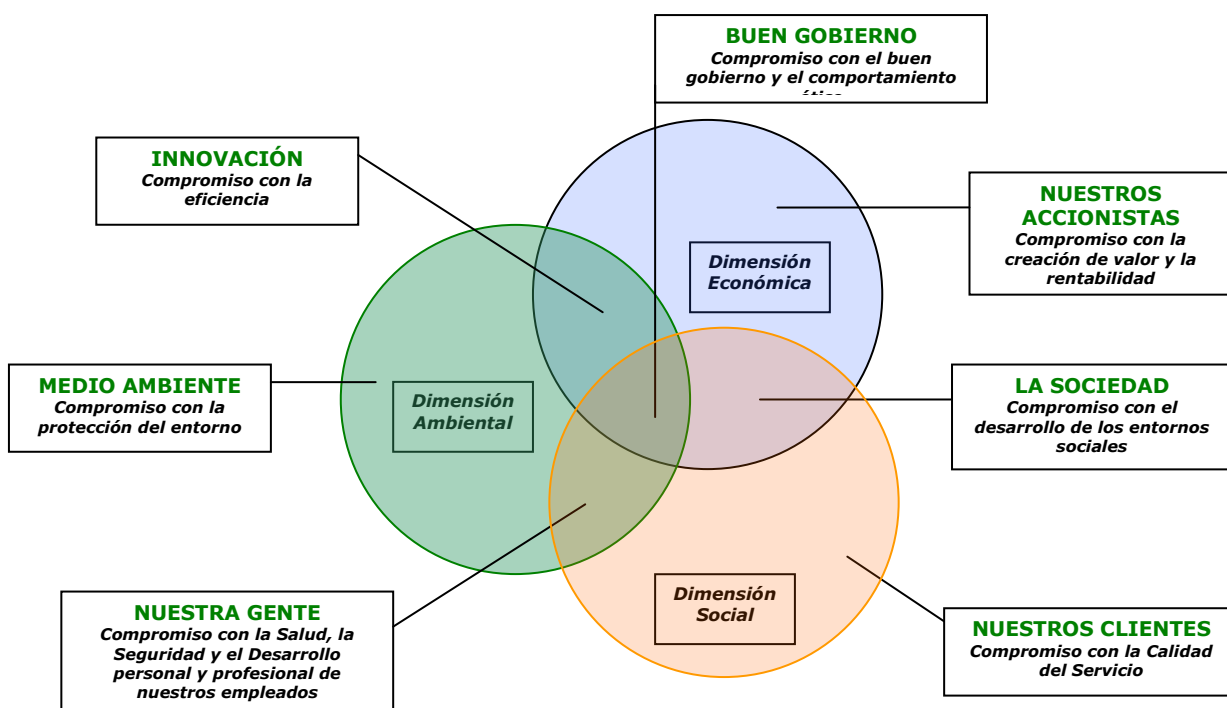 BUEN GOBIERNO
Compromiso con el buen
gobierno y el comportamiento
INNOVACIÓN
Compromiso con la
eficiencia
NUESTROS
ACCIONISTAS
Compromiso con la
creación de valor y la
rentabilidad
Dimensión
Económica
MEDIO AMBIENTE
Compromiso con la
protección del entorno
Dimensión
Ambiental
LA SOCIEDAD
Compromiso con el
desarrollo de los entornos
sociales
NUESTRA GENTE
Compromiso con la Salud, la
Seguridad y el Desarrollo
personal y profesional de
nuestros empleados
Dimensión
Social
NUESTROS CLIENTES
Compromiso con la Calidad
del Servicio